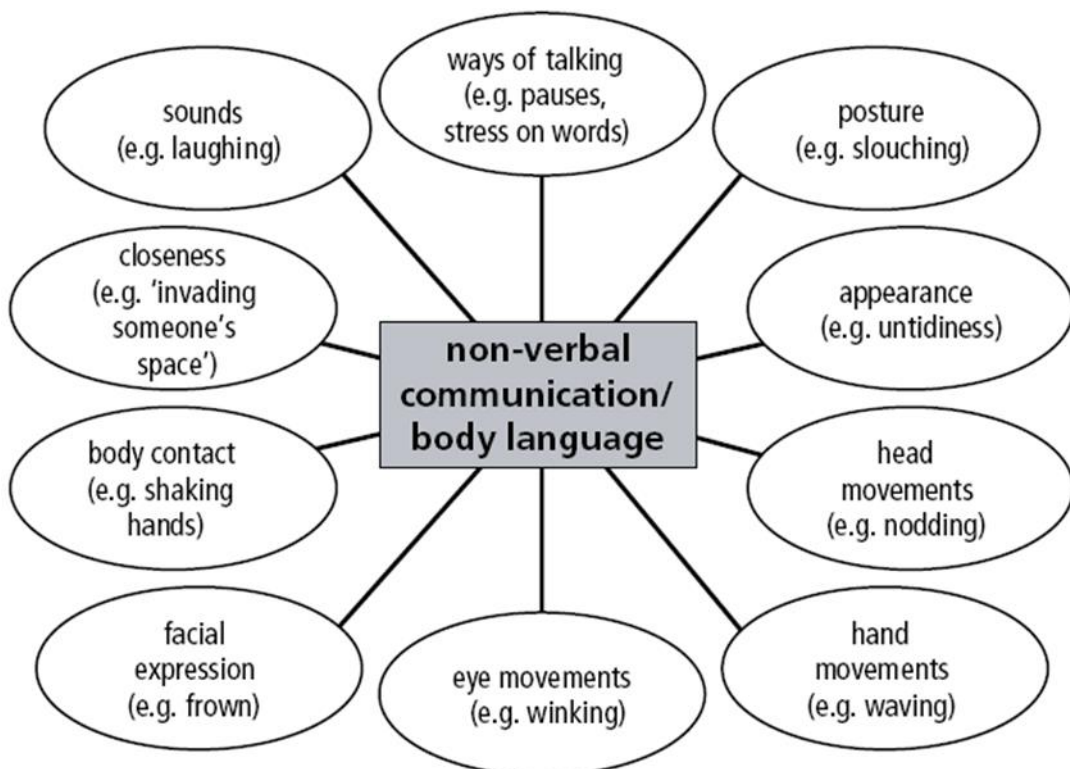 ways of talking
(e.g. pauses,
stress on words)
sounds
(e.g. laughing)
posture
(e.g. slouching)
closeness
(e.g. ‘invading
someone’s
space’)
appearance
(e.g. untidiness)
non-verbal
communication/
body language
body contact
(e.g. shaking
hands)
head
movements
(e.g. nodding)
facial
expression
(e.g. frown)
eye movements
(e.g. winking)
hand
movements
(e.g. waving)